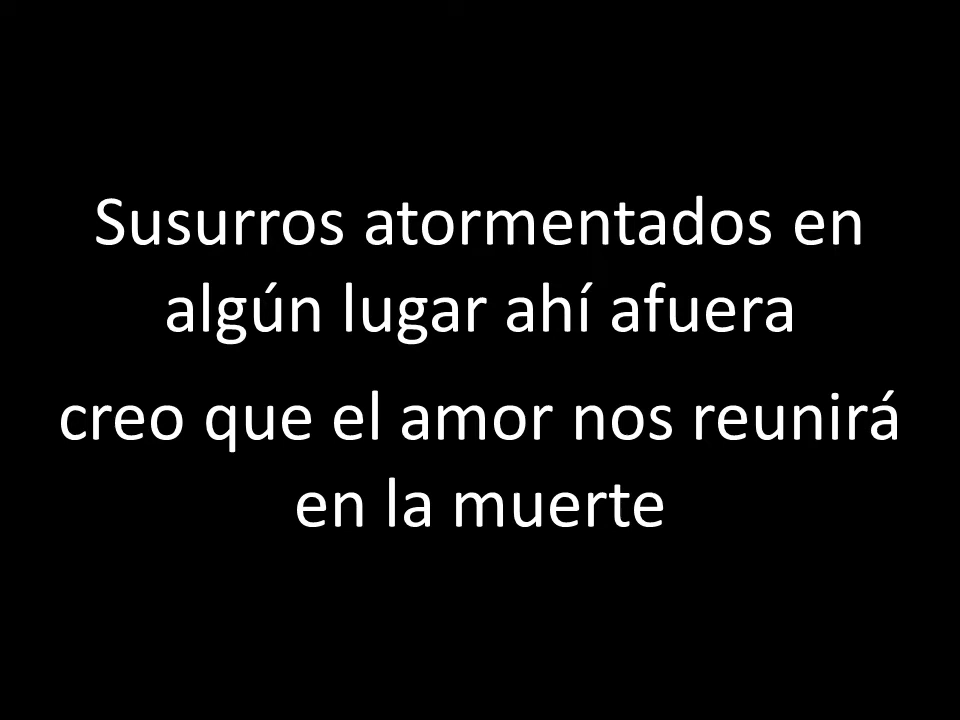 Susurros atormentados en
algún lugar ahí afuera
creo que el amor nos reunirá
en la muerte